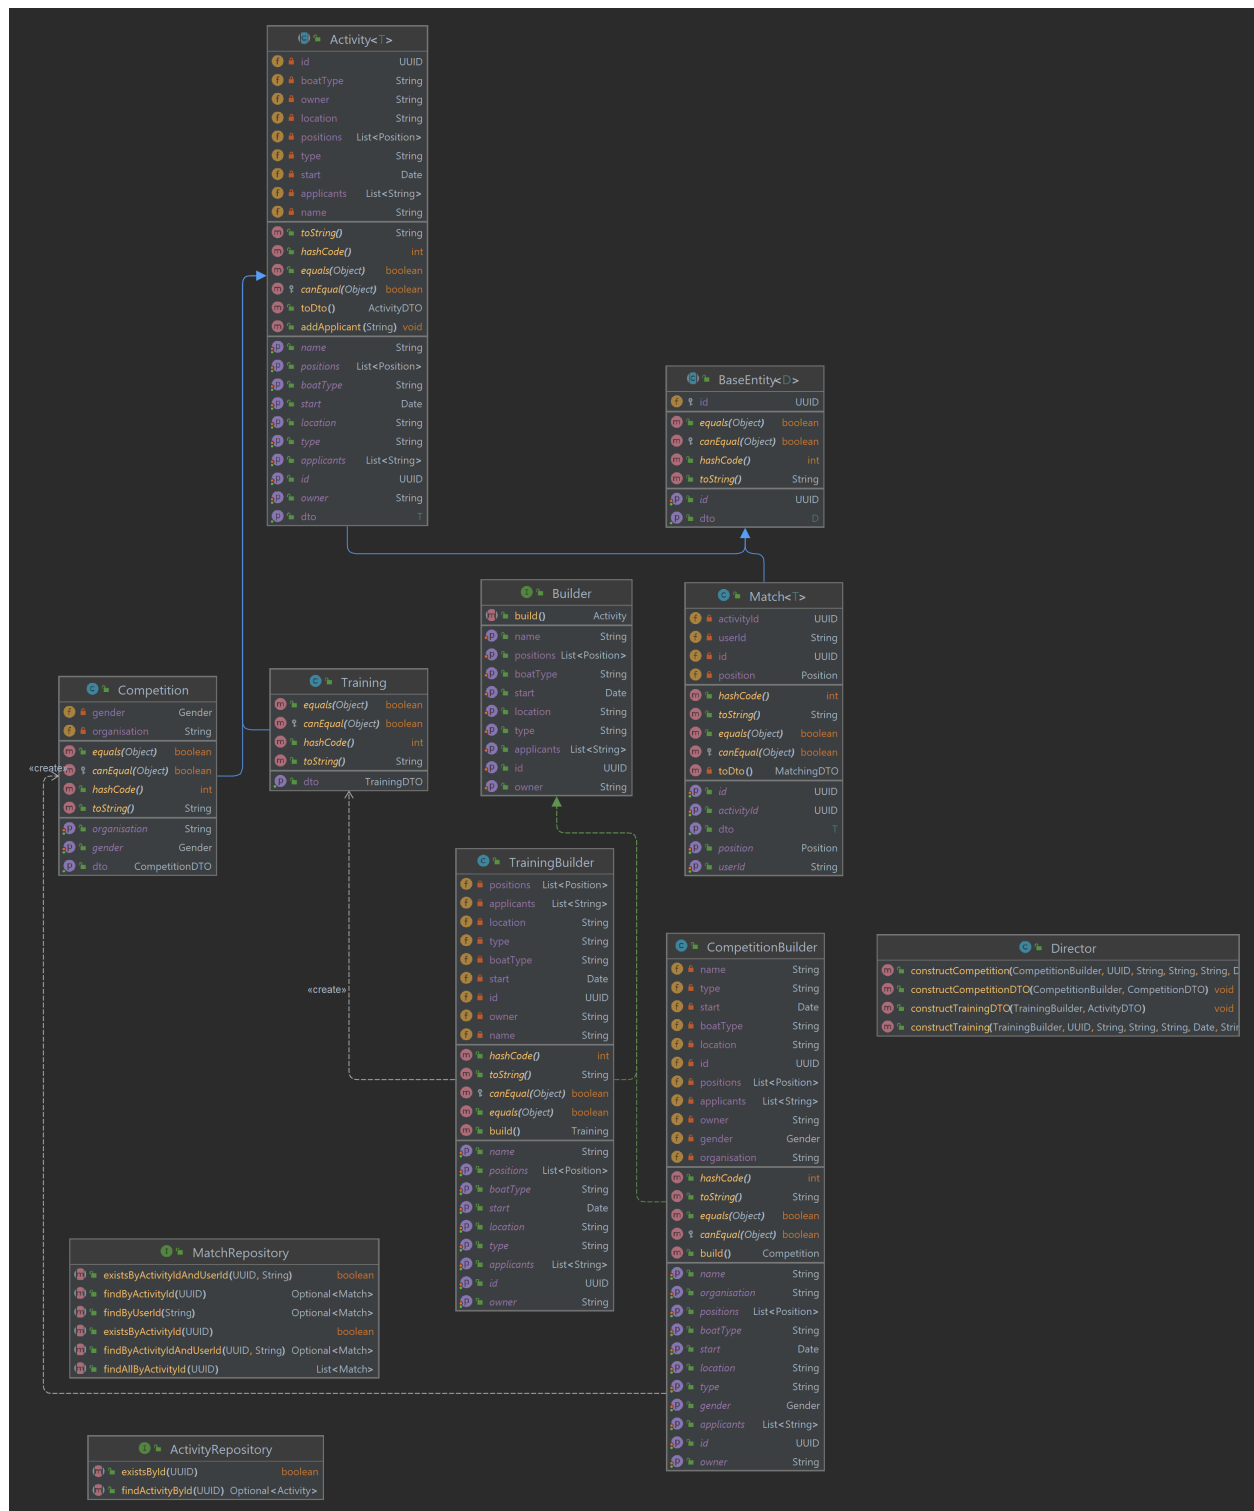 Activity<T>
id UUID
boatType String
owner String
location String
positions List<Position>
type String
start Date
applicants List<String>
name String
toString() String
hashCode() int
equals(Object) boolean
canEqual(Object) boolean
toDto() ActivityDTO
addApplicant(String) void
name String
positions List<Position>
boatType String
start Date
location String
type String
applicants List<String>
id UUID
owner String
dto T
BaseEntity<D>
id UUID
equals(Object) boolean
canEqual(Object) boolean
hashCode() int
toString() String
id UUID
dto D
Builder
build() Activity
name String
positions List<Position>
boatType String
start Date
location String
type String
applicants List<String>
id UUID
owner String
Match<T>
activityId UUID
userId String
id UUID
position Position
hashCode() int
toString() String
equals(Object) boolean
canEqual(Object) boolean
toDto() MatchingDTO
id UUID
activityId UUID
dto T
position Position
userId String
Competition
gender Gender
organisation String
equals(Object) boolean
canEqual(Object) boolean
hashCode() int
toString() String
organisation String
gender Gender
dto CompetitionDTO
«create»
Training
equals(Object) boolean
canEqual(Object) boolean
hashCode() int
toString() String
dto TrainingDTO
«create»
TrainingBuilder
positions List<Position>
applicants List<String>
location String
type String
boatType String
start Date
id UUID
owner String
name String
hashCode() int
toString() String
canEqual(Object) boolean
equals(Object) boolean
build() Training
name String
positions List<Position>
boatType String
start Date
location String
type String
applicants List<String>
id UUID
owner String
CompetitionBuilder
name String
type String
start Date
boatType String
location String
id UUID
positions List<Position>
applicants List<String>
owner String
gender Gender
organisation String
hashCode() int
toString() String
equals(Object) boolean
canEqual(Object) boolean
build() Competition
name String
organisation String
positions List<Position>
boatType String
start Date
location String
type String
gender Gender
applicants List<String>
id UUID
owner String
Director
constructCompetition(CompetitionBuilder, UUID, String, String, String,
constructCompetitionDTO(CompetitionBuilder, CompetitionDTO) void
constructTrainingDTO(TrainingBuilder, ActivityDTO) void
constructTraining(TrainingBuilder, UUID, String, String, String, Date,
MatchRepository
existsByActivityIdAndUserId(UUID, String) boolean
findByActivityId(UUID) Optional<Match>
findByUserId(String) Optional<Match>
existsByActivityId(UUID) boolean
findByActivityIdAndUserId(UUID, String) Optional<Match>
findAllByActivityId(UUID) List<Match>
ActivityRepository
existsById(UUID) boolean
findActivityById(UUID) Optional<Activity>